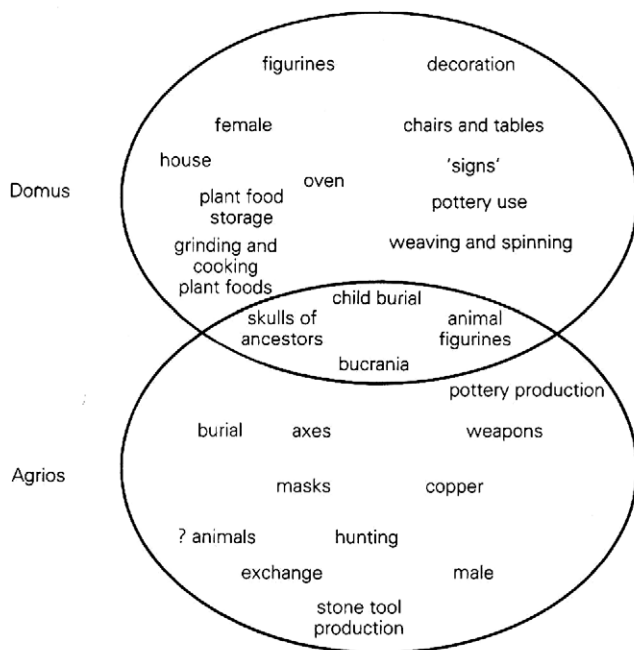 figurines
decoration
female
chairs and tables
house
'signs'
oven
Domus
plant food
storage
pottery use
grinding and
cooking
plant foods
weaving and spinning
child burial
skulls of
ancestors
animal
figurines
bucrania
pottery production
burial
axes
weapons
Agrios
masks
copper
? animals
hunting
exchange
male
stone tool
production